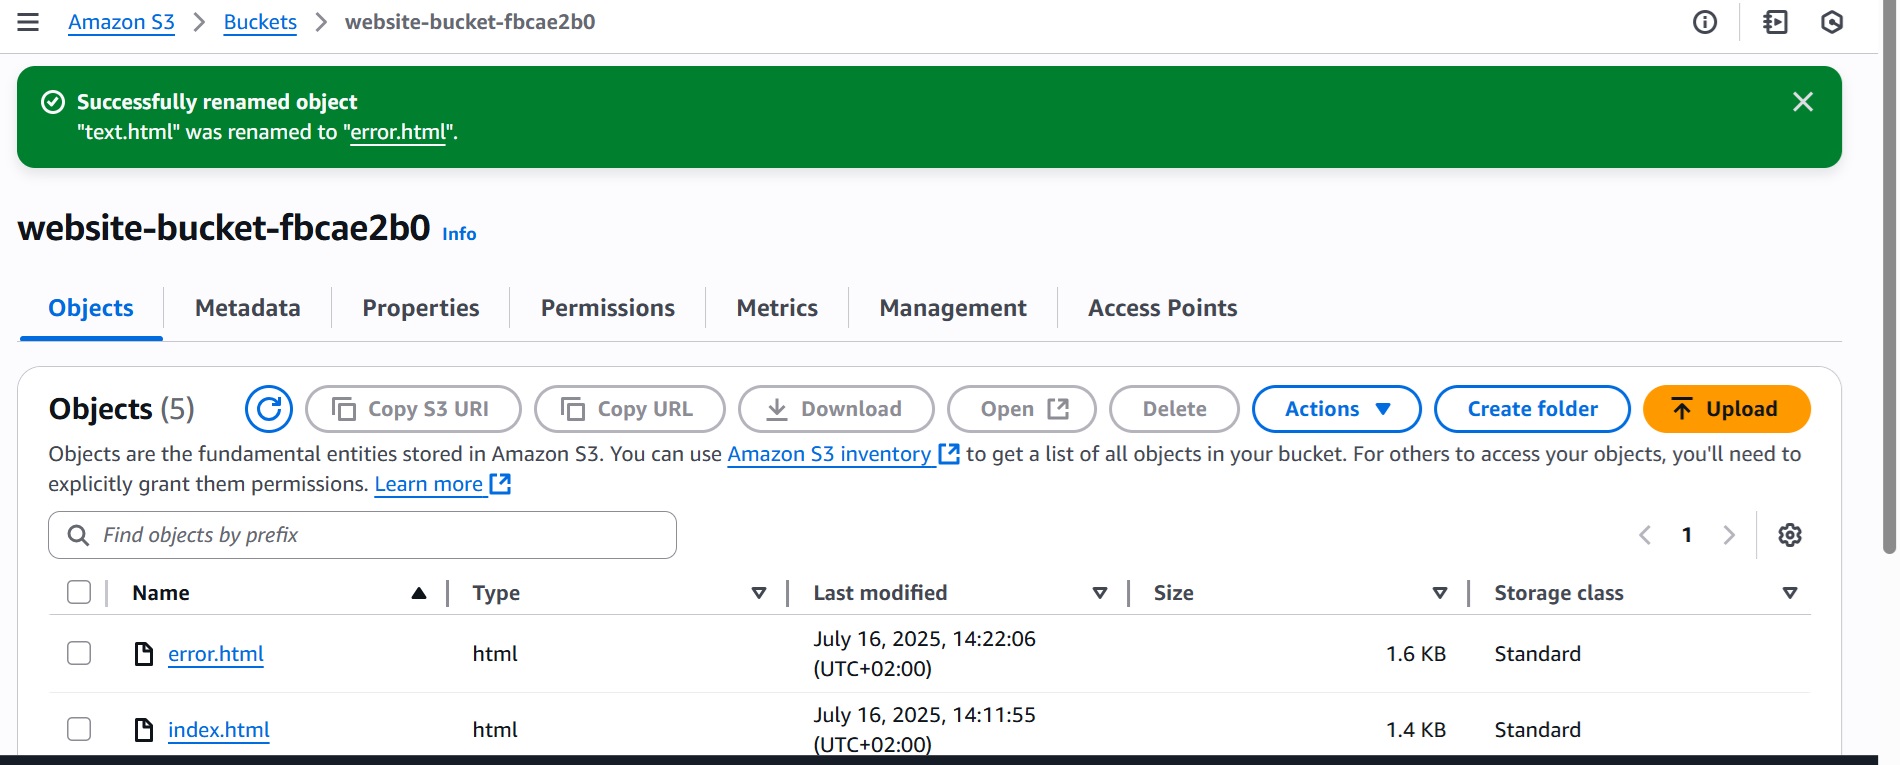 Amazon S3 > Buckets > website-bucket-fbcae2b0
Successfully renamed object
"text.html" was renamed to "error.html".
website-bucket-fbcae2b0 Info
Objects Metadata Properties Permissions Metrics Management Access Points
Objects (5) Copy S3 URI Copy URL Download Open Delete Actions Create folder Upload
Objects are the fundamental entities stored in Amazon S3. You can use Amazon S3 inventory to get a list of all objects in your bucket. For others to access your objects, you'll need to
explicitly grant them permissions. Learn more
Find objects by prefix 1
Name Type Last modified Size Storage class
error.html html July 16, 2025, 14:22:06 (UTC+02:00) 1.6 KB Standard
index.html html July 16, 2025, 14:11:55 (UTC+02:00) 1.4 KB Standard